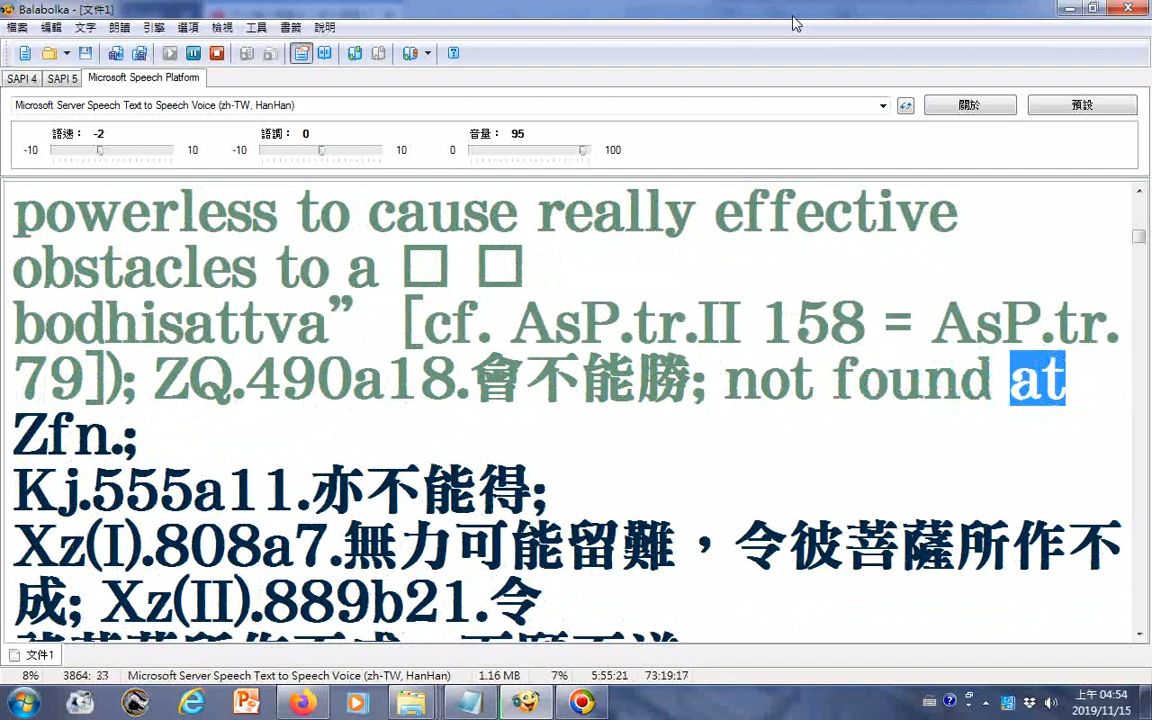 Balabolka - [文件1]
檔案 編輯 文字 朗讀 引擎 選項 檢視 工具 書籤 說明
SAPI 4 SAPI 5 Microsoft Speech Platform
Microsoft Server Speech Text to Speech Voice (zh-TW, HanHan) 關於 預設
語速： -2 語調： 0 音量： 95
-10 10 -10 10 0 100
powerless to cause really effective
obstacles to a □ □
bodhisattva” [cf. AsP.tr.II 158 = AsP.tr.
79]); ZQ.490a18.會不能勝; not found at
Zfn.;
Kj.555a11.亦不能得;
Xz(I).808a7.無力可能留難，令彼菩薩所作不
成; Xz(II).889b21.令
文件1
8% 3864: 33 Microsoft Server Speech Text to Speech Voice (zh-TW, HanHan) 1.16 MB 7% 5:55:21 73:19:17
上午 04:54
2019/11/15